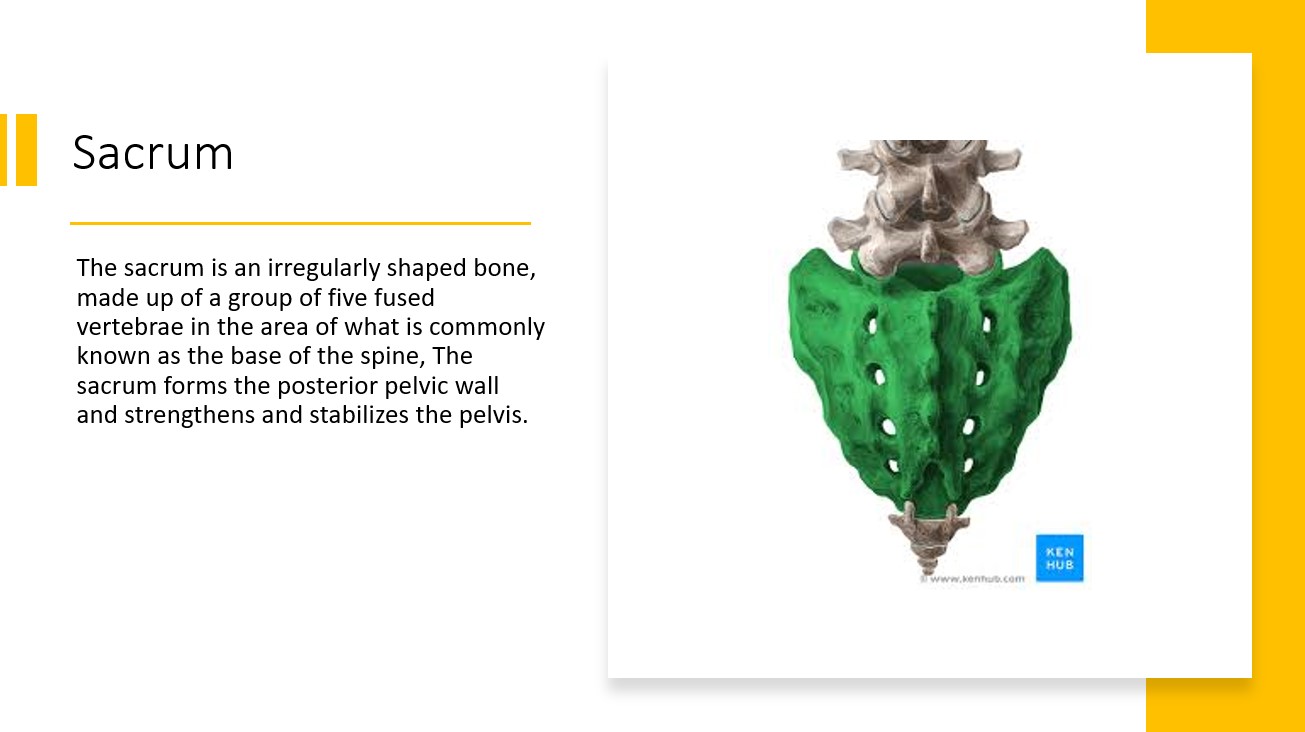 Sacrum
The sacrum is an irregularly shaped bone,
made up of a group of five fused
vertebrae in the area of what is commonly
known as the base of the spine, The
sacrum forms the posterior pelvic wall
and strengthens and stabilizes the pelvis.
KEN
HUB
© www.kenhub.com